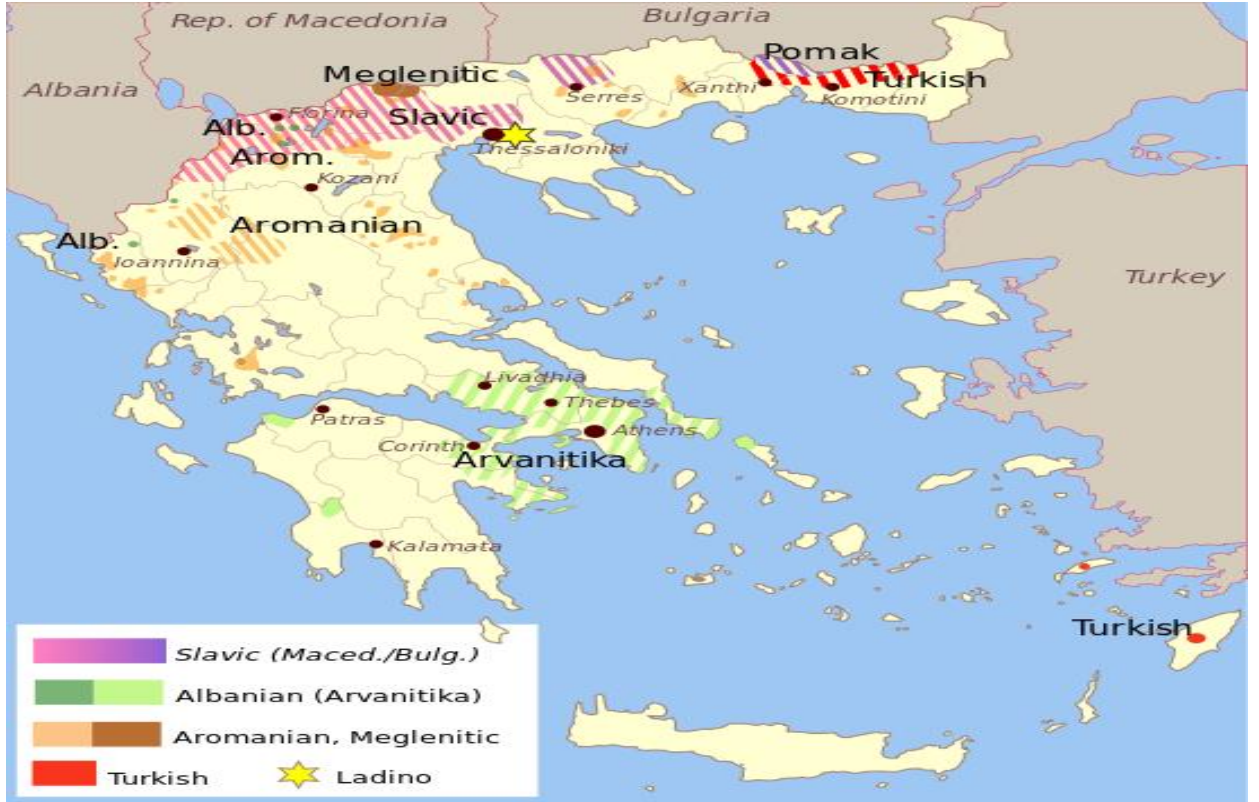 Rep. of Macedonia
Bulgaria
Albania
Meglenitic
Pomak
Turkish
Serres
Xanthi
Komotini
Florina
Alb.
Slavic
Arom.
Thessaloniki
Kozani
Aromanian
Alb.
Ioannina
Turkey
Livadhia
Thebes
Patras
Athens
Corinth
Arvanitika
Kalamata
Turkish
Slavic (Maced./Bulg.)
Albanian (Arvanitika)
Aromanian, Meglenitic
Turkish
Ladino